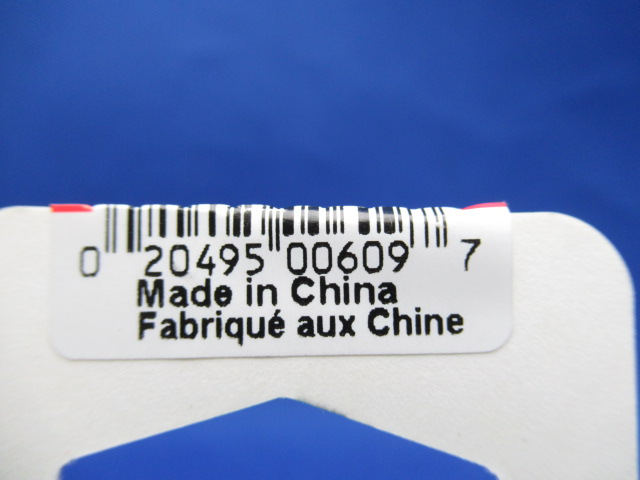 0 20495 00609 7
Made in China
Fabriqué aux Chine